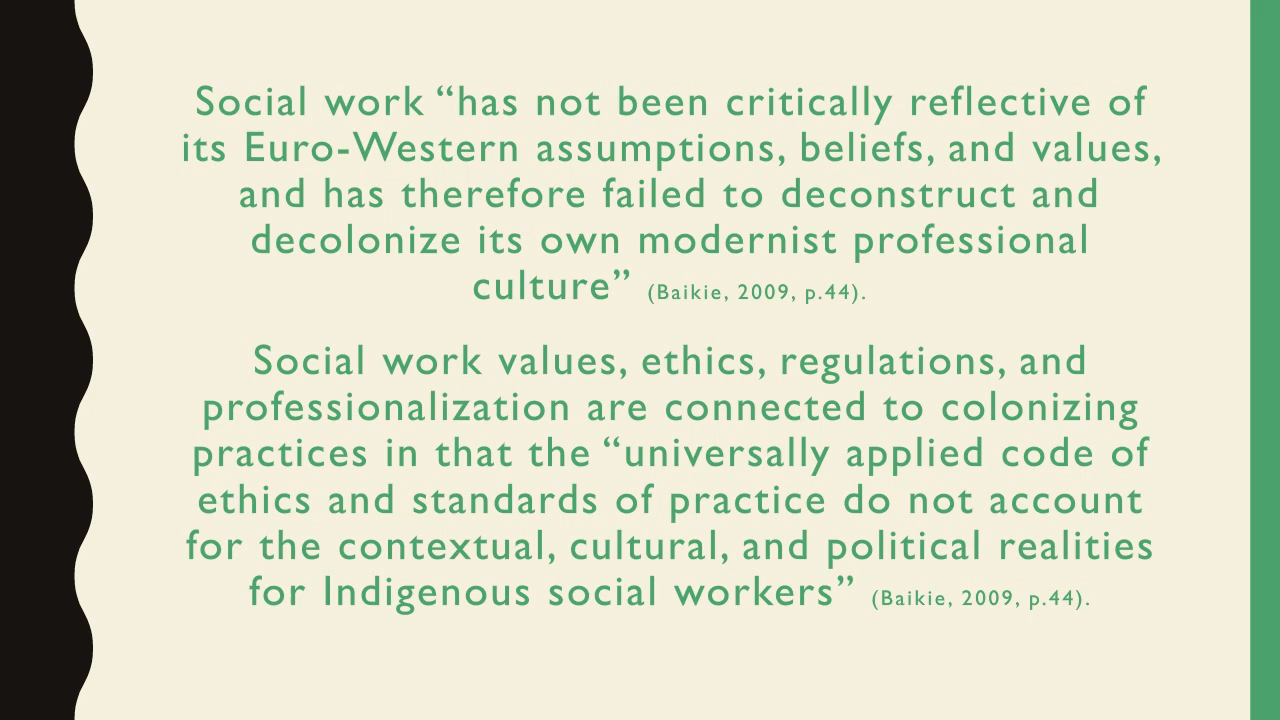 Social work “has not been critically reflective of
its Euro-Western assumptions, beliefs, and values,
and has therefore failed to deconstruct and
decolonize its own modernist professional
culture” (Baikie, 2009, p.44).
Social work values, ethics, regulations, and
professionalization are connected to colonizing
practices in that the “universally applied code of
ethics and standards of practice do not account
for the contextual, cultural, and political realities
for Indigenous social workers” (Baikie, 2009, p.44).